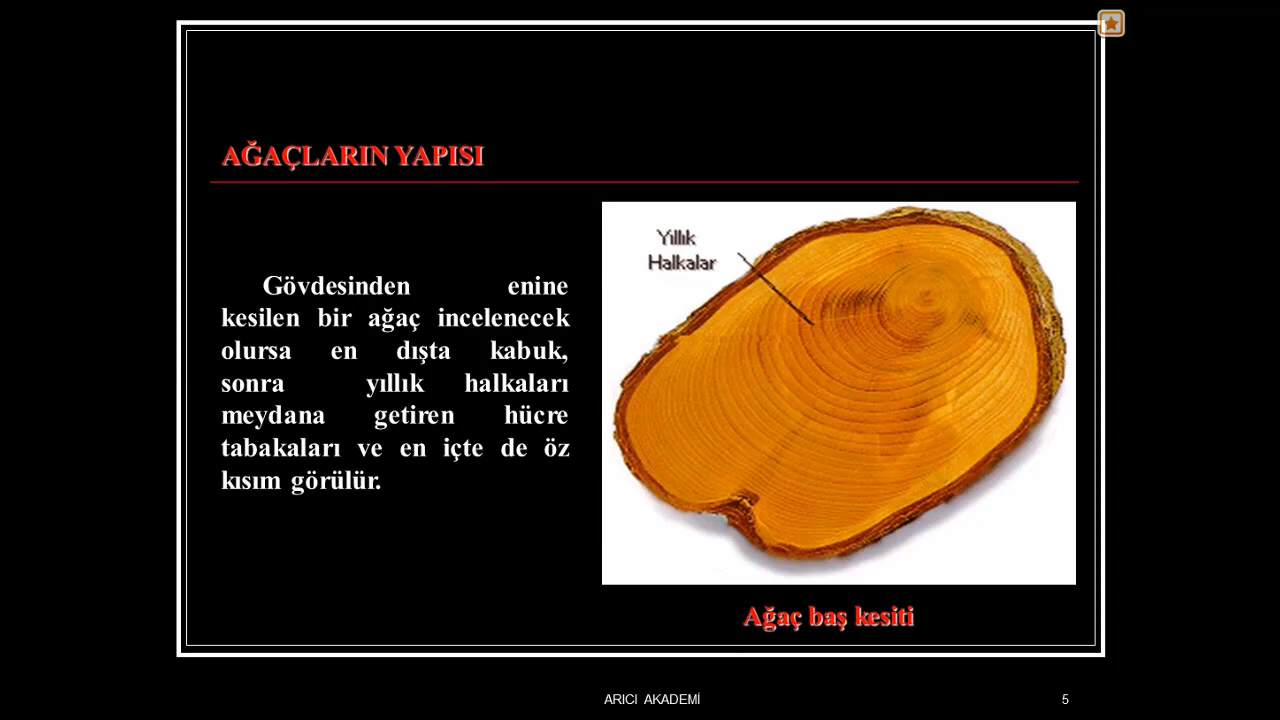 AĞAÇLARIN YAPISI
Gövdesinden enine
kesilen bir ağaç incelenecek
olursa en dışta kabuk,
sonra yıllık halkaları
meydana getiren hücre
tabakaları ve en içte de öz
kısım görülür.
Yıllık
Halkalar
Ağaç baş kesiti
ARICI AKADEMİ
5